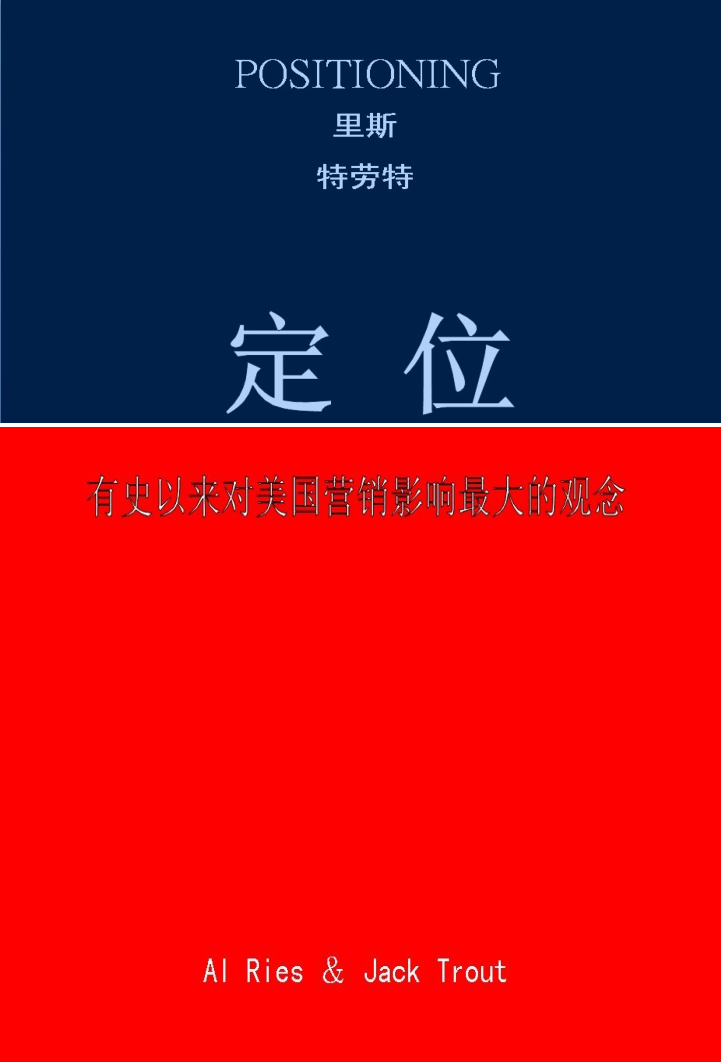 POSITIONING
里斯
特劳特
定 位
有史以来对美国营销影响最大的观念
Al Ries & Jack Trout